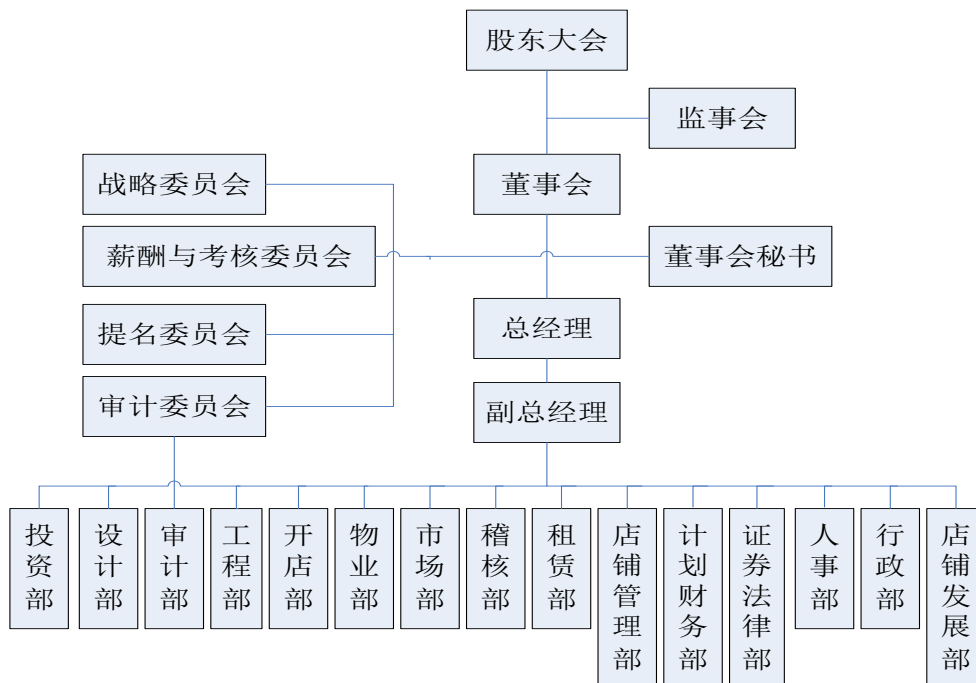 股东大会
监事会
战略委员会
董事会
薪酬与考核委员会
董事会秘书
提名委员会
总经理
审计委员会
副总经理
投资部
设计部
审计部
工程部
开店部
物业部
市场部
稽核部
租赁部
店铺管理部
计划财务部
证券法律部
人事部
行政部
店铺发展部